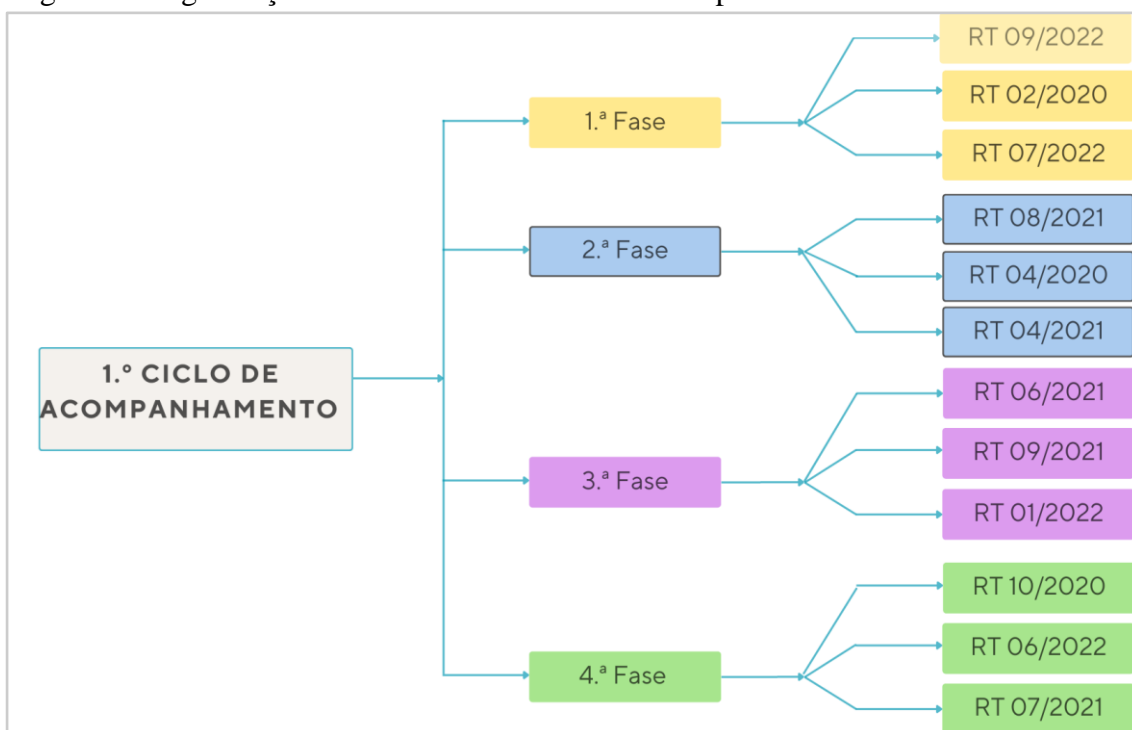 RT 09/2022
1.ª Fase
RT 02/2020
RT 07/2022
RT 08/2021
2.ª Fase
RT 04/2020
RT 04/2021
1.º CICLO DE
ACOMPANHAMENTO
RT 06/2021
RT 09/2021
3.ª Fase
RT 01/2022
RT 10/2020
RT 06/2022
4.ª Fase
RT 07/2021